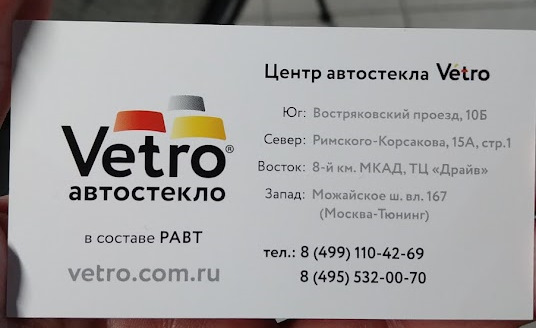 Vetro®
автостекло
в составе РАВТ
vetro.com.ru
Центр автостекла Vetro
Юг: Востряковский проезд, 10Б
Север: Римского-Корсакова, 15А, стр.1
Восток: 8-й км. МКАД, ТЦ «Драйв»
Запад: Можайское ш. вл. 167
(Москва-Тюнинг)
тел.: 8 (499) 110-42-69
8 (495) 532-00-70